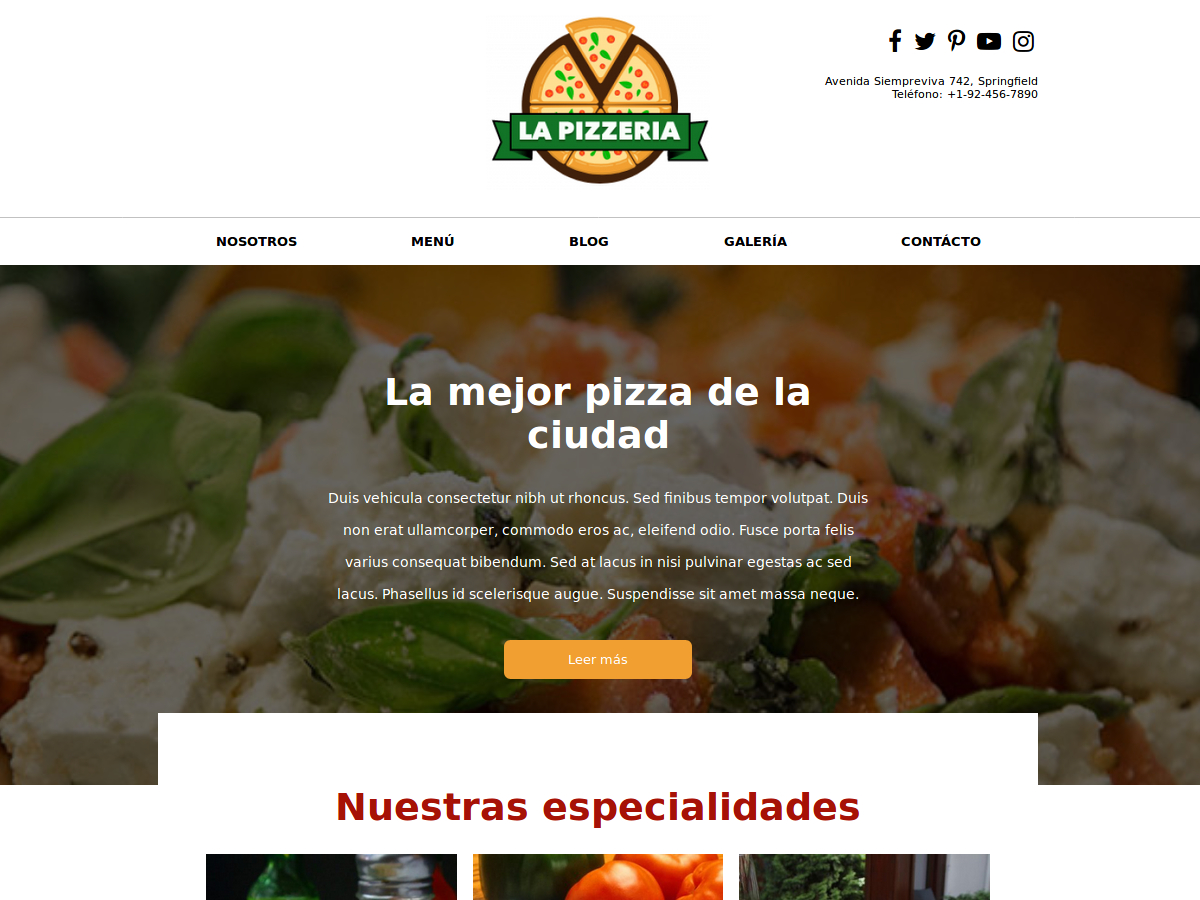 LA PIZZERIA
Avenida Siempreviva 742, Springfield
Teléfono: +1-92-456-7890
NOSOTROS
MENÚ
BLOG
GALERÍA
CONTÁCTO
La mejor pizza de la
ciudad
Duis vehicula consectetur nibh ut rhoncus. Sed finibus tempor volutpat. Duis
non erat ullamcorper, commodo eros ac, eleifend odio. Fusce porta felis
varius consequat bibendum. Sed at lacus in nisi pulvinar egestas ac sed
lacus. Phasellus id scelerisque augue. Suspendisse sit amet massa neque.
Leer más
Nuestras especialidades